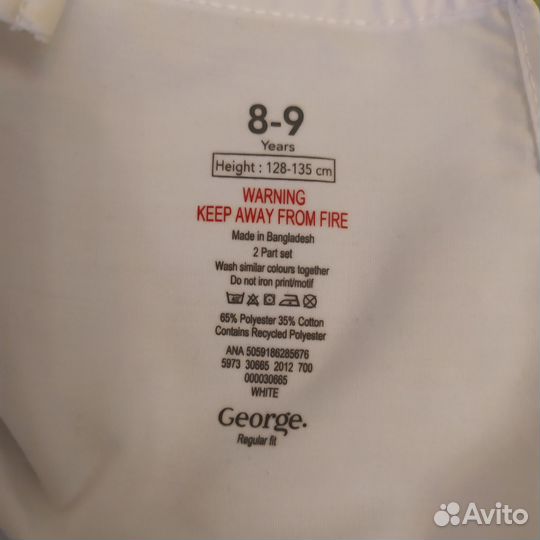 8-9
Years
Height : 128-135 cm
WARNING
KEEP AWAY FROM FIRE
Made in Bangladesh
2 Part set
Wash similar colours together
Do not iron print/motif
65% Polyester 35% Cotton
Contains Recycled Polyester
ANA 5059186285676
5973 30665 2012 700
000030665
WHITE
George.
Regular fit
Avito